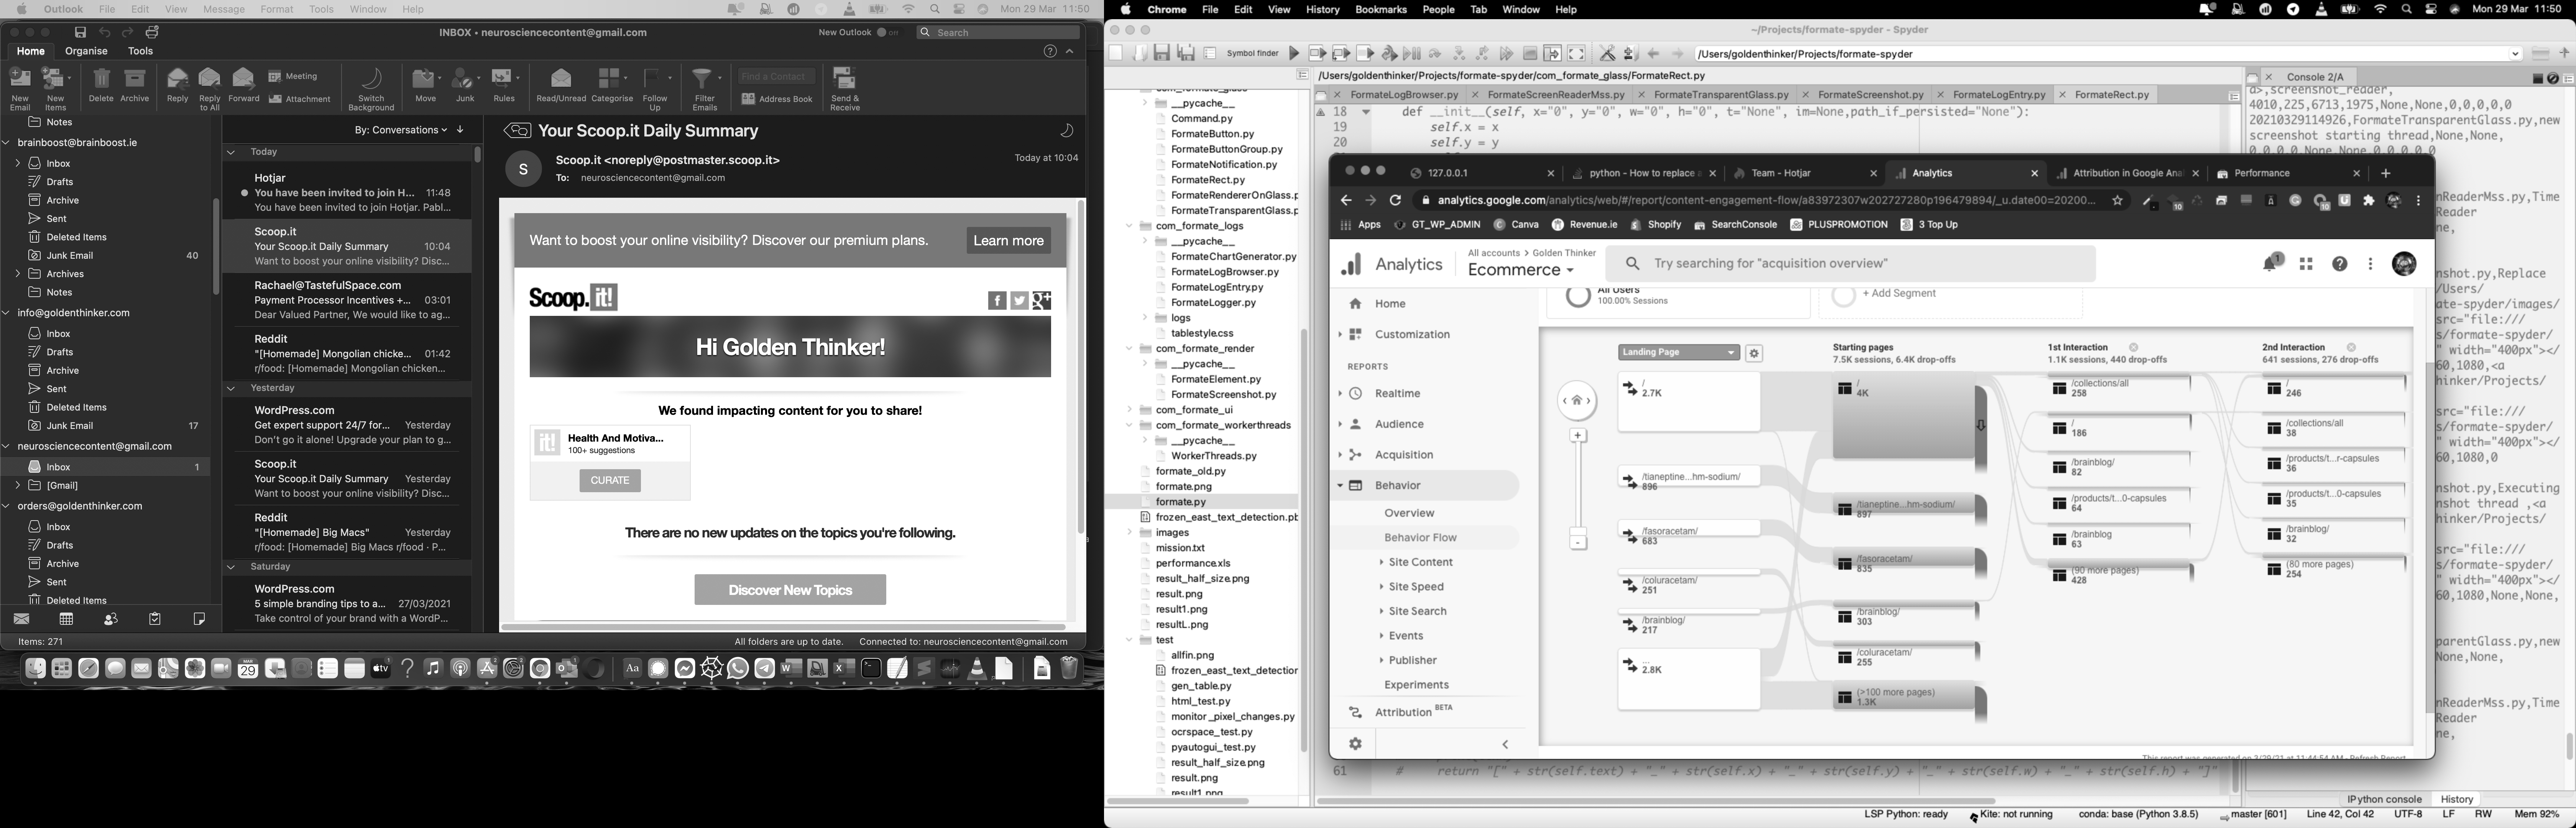 Outlook File Edit View Message Format Tools Window Help
Mon 29 Mar 11:50
INBOX • neurosciencecontent@gmail.com
New Outlook
Search
Home Organise Tools
New Email
New Items
Delete
Archive
Reply
Reply to All
Forward
Meeting
Attachment
Switch Background
Move
Junk
Rules
Read/Unread
Categorise
Follow Up
Filter Emails
Find a Contact
Address Book
Send & Receive
Notes
brainboost@brainboost.ie
Inbox
Drafts
Archive
Sent
Deleted Items
Junk Email 40
Archives
Notes
info@goldenthinker.com
Inbox
Drafts
Archive
Sent
Deleted Items
Junk Email 17
neurosciencecontent@gmail.com
Inbox 1
[Gmail]
orders@goldenthinker.com
Inbox
Drafts
Archive
Sent
Deleted Items
Items: 271
By: Conversations
Today
Hotjar
You have been invited to join H... 11:48
You have been invited to join Hotjar. Pabl...
Scoop.it
Your Scoop.it Daily Summary 10:04
Want to boost your online visibility? Disc...
Rachael@TastefulSpace.com
Payment Processor Incentives +... 03:01
Dear Valued Partner, We would like to ag...
Reddit
"[Homemade] Mongolian chicke... 01:42
r/food: [Homemade] Mongolian chicken...
Yesterday
WordPress.com
Get expert support 24/7 for... Yesterday
Don't go it alone! Upgrade your plan to g...
Scoop.it
Your Scoop.it Daily Summary Yesterday
Want to boost your online visibility? Disc...
Reddit
"[Homemade] Big Macs" Yesterday
r/food: [Homemade] Big Macs r/food · P...
Saturday
WordPress.com
5 simple branding tips to a... 27/03/2021
Take control of your brand with a WordP...
Your Scoop.it Daily Summary
S
Scoop.it <noreply@postmaster.scoop.it>
To: neurosciencecontent@gmail.com
Today at 10:04
Want to boost your online visibility? Discover our premium plans.
Learn more
Scoop.it!
Hi Golden Thinker!
We found impacting content for you to share!
it!
Health And Motiva...
100+ suggestions
CURATE
There are no new updates on the topics you're following.
Discover New Topics
All folders are up to date.
Connected to: neurosciencecontent@gmail.com
Chrome File Edit View History Bookmarks People Tab Window Help
Mon 29 Mar 11:50
~/Projects/formate-spyder - Spyder
Symbol finder
/Users/goldenthinker/Projects/formate-spyder
/Users/goldenthinker/Projects/formate-spyder/com_formate_glass/FormateRect.py
FormateLogBrowser.py
FormateScreenReaderMss.py
FormateTransparentGlass.py
FormateScreenshot.py
FormateLogEntry.py
FormateRect.py
18 def __init__(self, x="0", y="0", w="0", h="0", t="None", im=None,path_if_persisted="None"):
19 self.x = x
20 self.y = y
__pycache__
Command.py
FormateButton.py
FormateButtonGroup.py
FormateNotification.py
FormateRect.py
FormateRendererOnGlass.p
FormateTransparentGlass.p
com_formate_logs
__pycache__
FormateChartGenerator.py
FormateLogBrowser.py
FormateLogEntry.py
FormateLogger.py
logs
tablestyle.css
com_formate_render
__pycache__
FormateElement.py
FormateScreenshot.py
com_formate_ui
com_formate_workerthreads
__pycache__
WorkerThreads.py
formate_old.py
formate.png
formate.py
frozen_east_text_detection.pb
images
mission.txt
performance.xls
result_half_size.png
result.png
result1.png
resultL.png
test
allfin.png
frozen_east_text_detection
gen_table.py
html_test.py
monitor_pixel_changes.py
ocrspace_test.py
pyautogui_test.py
result_half_size.png
result.png
result1.png
Console 2/A
a>,screenshot_reader,
4010,225,6713,1975,None,None,0,0,0,0,0
20210329114926,FormateTransparentGlass.py,new
screenshot starting thread,None,None,
0,0,0,0,None,None,0,0,0,0,0
nReaderMss.py,Time
Reader
ne,
nshot.py,Replace
/Users/
ate-spyder/images/
src="file:///
s/formate-spyder/
" width="400px"></
60,1080,<a
hinker/Projects/
src="file:///
s/formate-spyder/
" width="400px"></
60,1080,0
nshot.py,Executing
nshot thread ,<a
hinker/Projects/
src="file:///
s/formate-spyder/
" width="400px"></
60,1080,None,None,
parentGlass.py,new
None,None,
nReaderMss.py,Time
Reader
ne,
127.0.0.1
python - How to replace a
Team - Hotjar
Analytics
Attribution in Google Ana
Performance
analytics.google.com/analytics/web/#/report/content-engagement-flow/a83972307w202727280p196479894/_u.date00=20200...
Apps
GT_WP_ADMIN
Canva
Revenue.ie
Shopify
SearchConsole
PLUSPROMOTION
3 Top Up
Analytics
All accounts > Golden Thinker
Ecommerce
Try searching for "acquisition overview"
1
Home
Customization
REPORTS
Realtime
Audience
Acquisition
Behavior
Overview
Behavior Flow
Site Content
Site Speed
Site Search
Events
Publisher
Experiments
Attribution BETA
All Users
100.00% Sessions
+ Add Segment
Landing Page
Starting pages
7.5K sessions, 6.4K drop-offs
1st Interaction
1.1K sessions, 440 drop-offs
2nd Interaction
641 sessions, 276 drop-offs
/
2.7K
/tianeptine...hm-sodium/
896
/fasoracetam/
683
/coluracetam/
251
/brainblog/
217
...
2.8K
/
4K
/tianeptine...hm-sodium/
897
/fasoracetam/
835
/brainblog/
303
/coluracetam/
255
(>100 more pages)
1.3K
/collections/all
258
/
186
/brainblog/
82
/products/t...0-capsules
64
/brainblog
63
(90 more pages)
428
/
246
/collections/all
38
/products/t...r-capsules
36
/products/t...0-capsules
35
/brainblog/
32
(80 more pages)
254
This report was generated on 3/29/21 at 11:44:54 AM - Refresh Report
61 # return "[" + str(self.text) + "_" + str(self.x) + "_" + str(self.y) + "_" + str(self.w) + "_" + str(self.h) + "]"
IPython console
History
LSP Python: ready
Kite: not running
conda: base (Python 3.8.5)
master [601]
Line 42, Col 42
UTF-8
LF
RW
Mem 92%